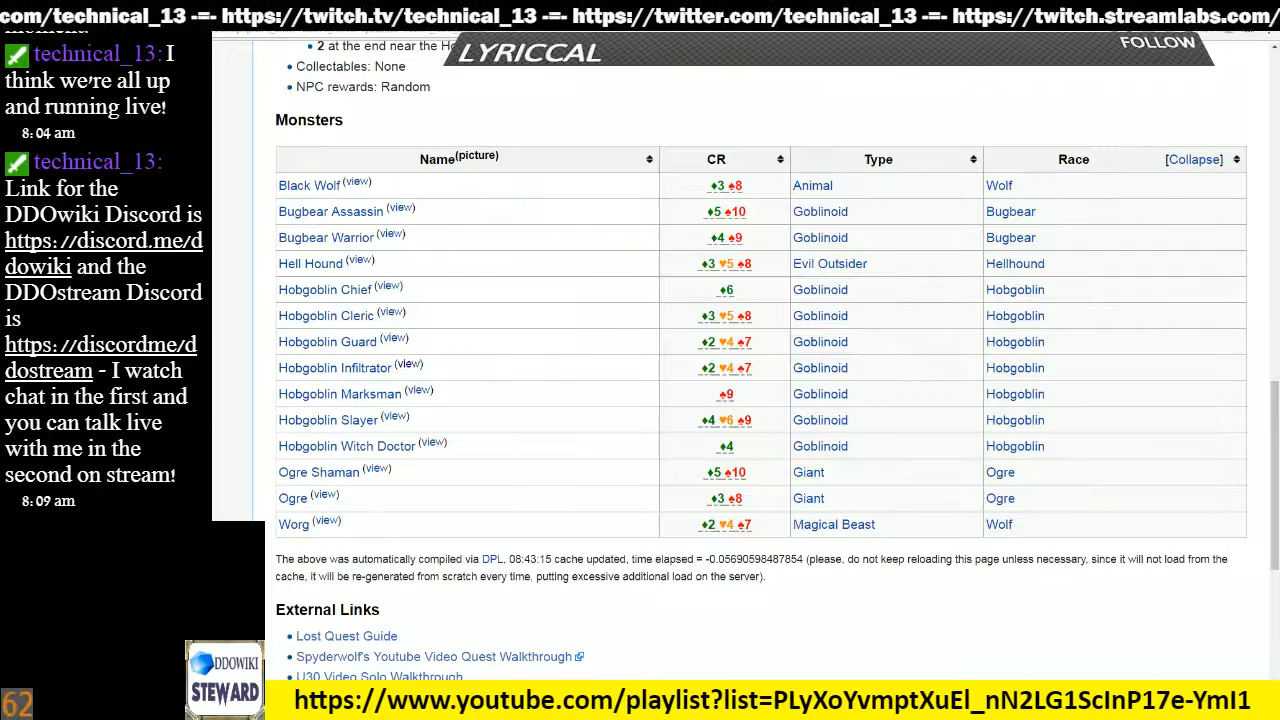 com/technical_13 -=- https://twitch.tv/technical_13 -=- https://twitter.com/technical_13 -=- https://twitch.streamlabs.com/
technical_13: I
think we're all up
and running live!
8:04 am
technical_13:
Link for the
DDOwiki Discord is
https://discord.me/d
dowiki and the
DDOstream Discord
is
https://discordme/d
dostream - I watch
chat in the first and
you can talk live
with me in the
second on stream!
8:09 am
LYRICCAL
FOLLOW
2 at the end near the Ho
Collectables: None
NPC rewards: Random
Monsters
Name(picture) CR Type Race [Collapse]
Black Wolf (view) ♦3 ♠8 Animal Wolf
Bugbear Assassin (view) ♦5 ♠10 Goblinoid Bugbear
Bugbear Warrior (view) ♦4 ♠9 Goblinoid Bugbear
Hell Hound (view) ♦3 ♥5 ♠8 Evil Outsider Hellhound
Hobgoblin Chief (view) ♦6 Goblinoid Hobgoblin
Hobgoblin Cleric (view) ♦3 ♥5 ♠8 Goblinoid Hobgoblin
Hobgoblin Guard (view) ♦2 ♥4 ♠7 Goblinoid Hobgoblin
Hobgoblin Infiltrator (view) ♦2 ♥4 ♠7 Goblinoid Hobgoblin
Hobgoblin Marksman (view) ♠9 Goblinoid Hobgoblin
Hobgoblin Slayer (view) ♦4 ♥6 ♠9 Goblinoid Hobgoblin
Hobgoblin Witch Doctor (view) ♦4 Goblinoid Hobgoblin
Ogre Shaman (view) ♦5 ♠10 Giant Ogre
Ogre (view) ♦3 ♠8 Giant Ogre
Worg (view) ♦2 ♥4 ♠7 Magical Beast Wolf
The above was automatically compiled via DPL, 08:43:15 cache updated, time elapsed = -0.05690598487854 (please, do not keep reloading this page unless necessary, since it will not load from the
cache, it will be re-generated from scratch every time, putting excessive additional load on the server).
External Links
Lost Quest Guide
Spyderwolf's Youtube Video Quest Walkthrough
U30 Video Solo Walkthrough
DDOWIKI
STEWARD
62
https://www.youtube.com/playlist?list=PLyXoYvmptXuEl_nN2LG1ScInP17e-YmI1